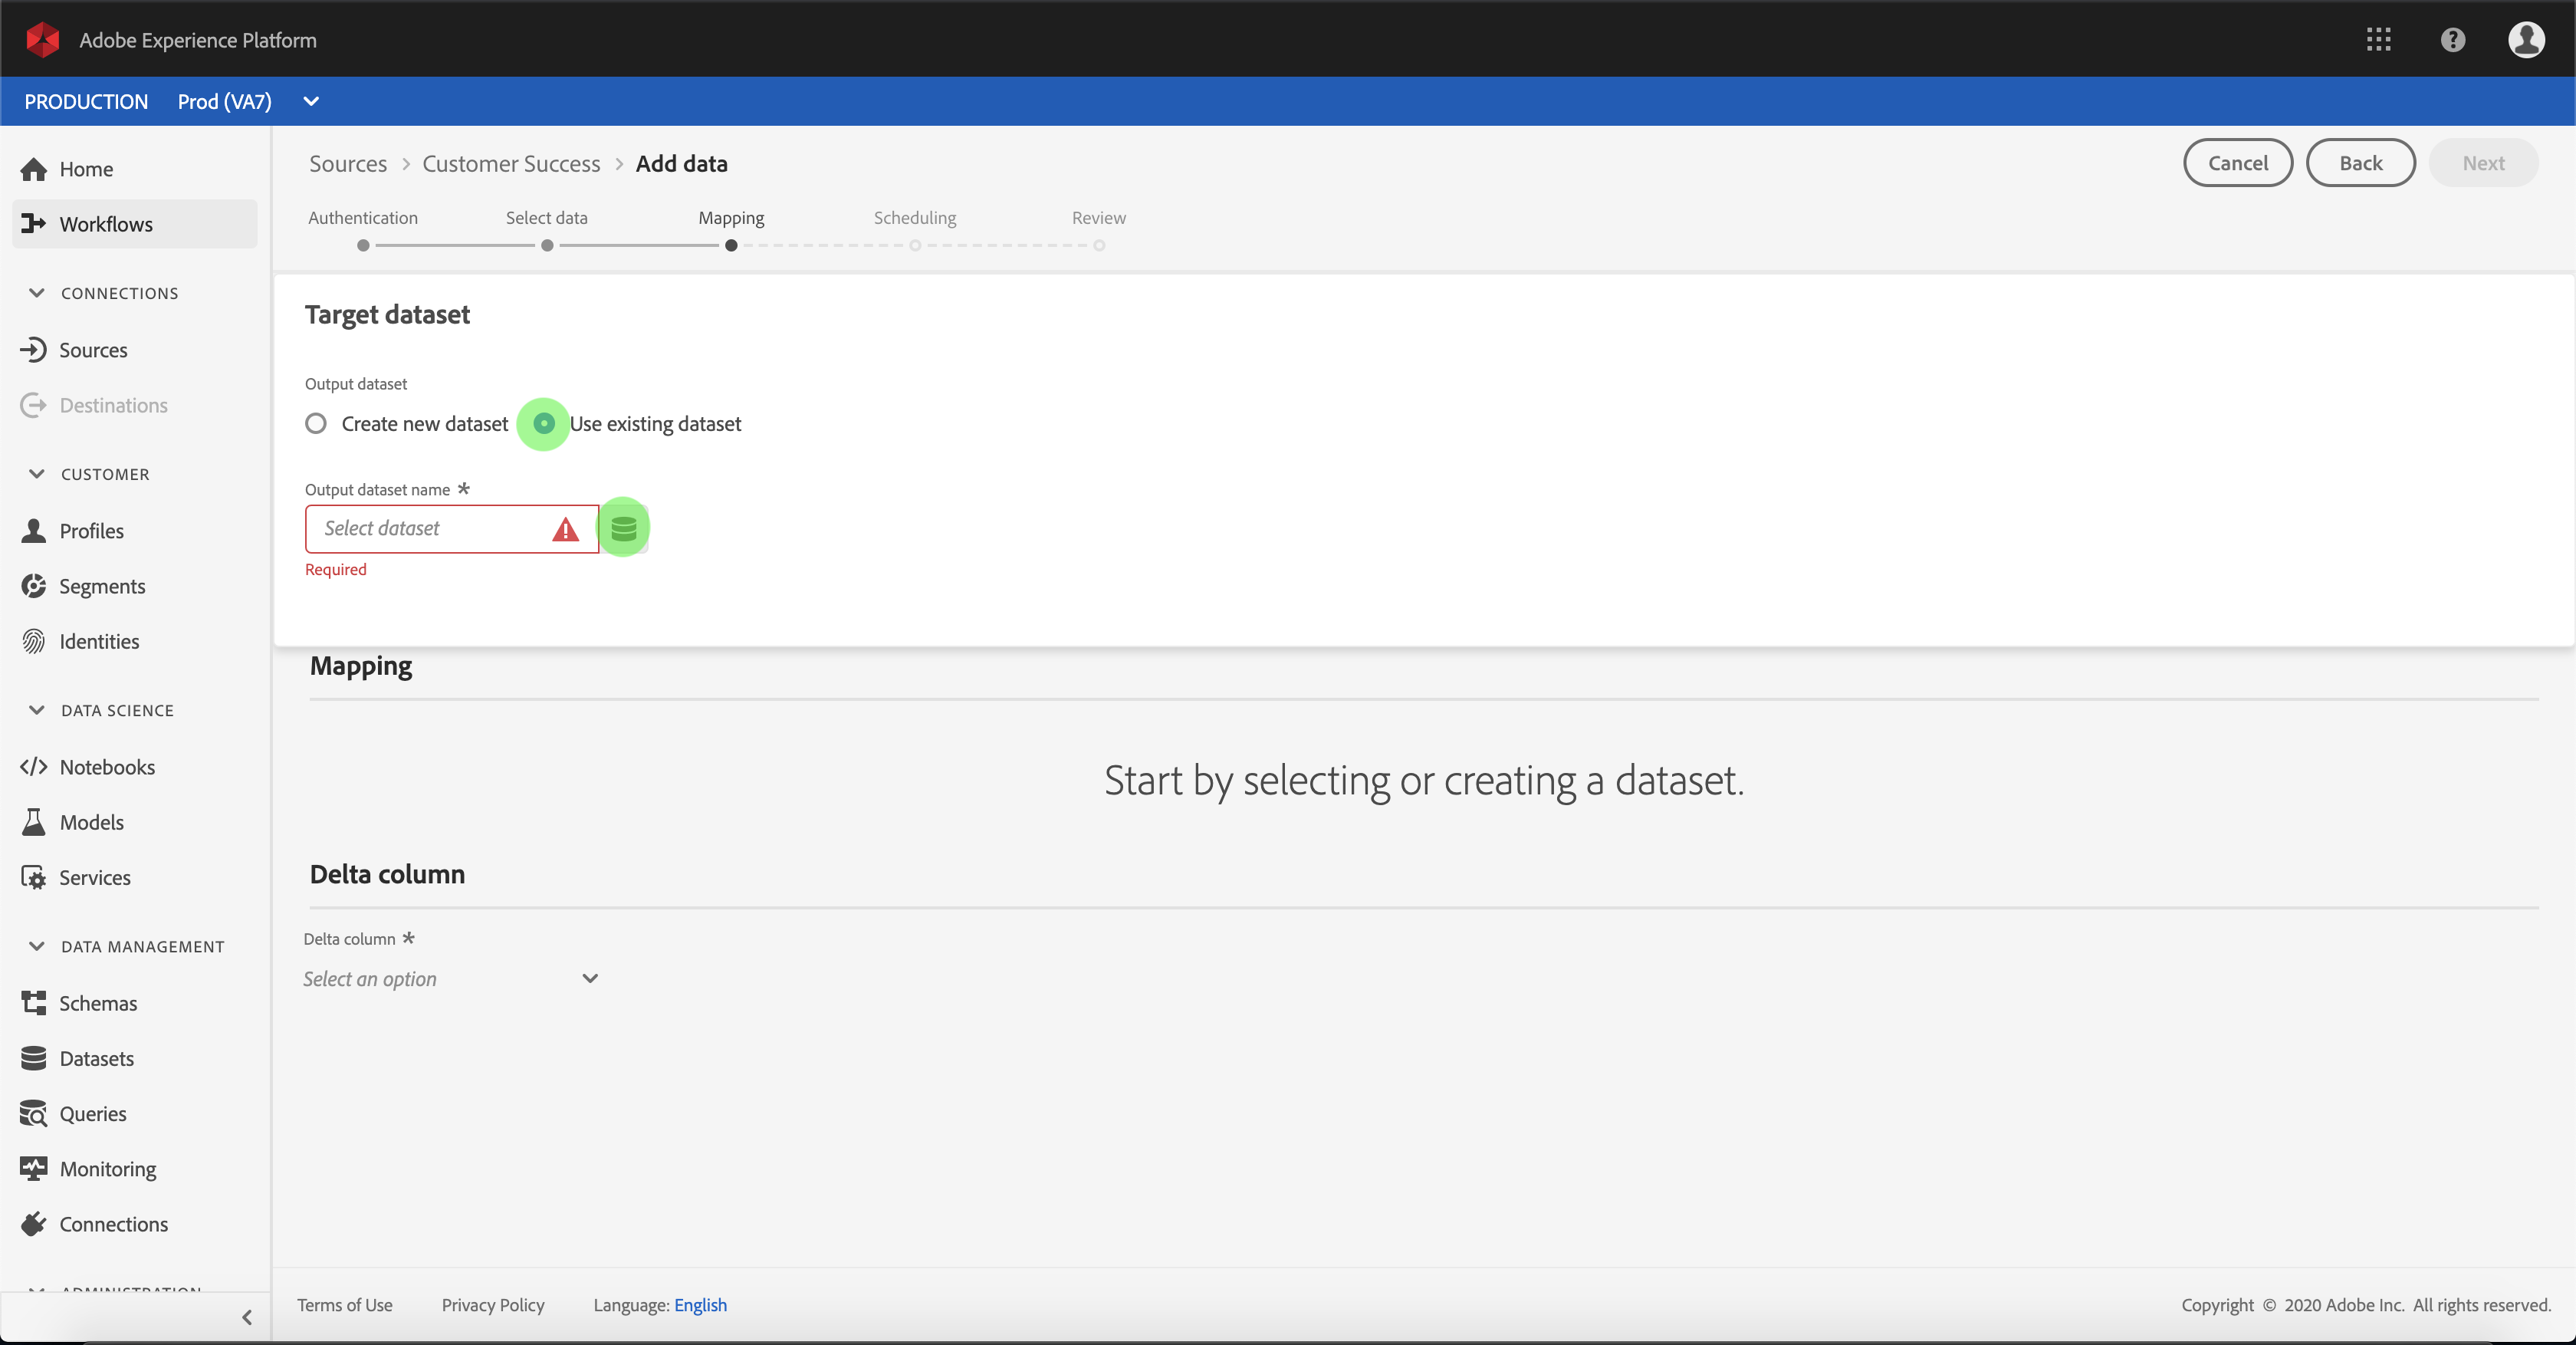 Adobe Experience Platform
PRODUCTION Prod (VA7)
Home
Workflows
CONNECTIONS
Sources
Destinations
CUSTOMER
Profiles
Segments
Identities
DATA SCIENCE
Notebooks
Models
Services
DATA MANAGEMENT
Schemas
Datasets
Queries
Monitoring
Connections
ADMINISTRATION
Sources > Customer Success > Add data
Cancel Back Next
Authentication Select data Mapping Scheduling Review
Target dataset
Output dataset
Create new dataset Use existing dataset
Output dataset name *
Select dataset
Required
Mapping
Start by selecting or creating a dataset.
Delta column
Delta column *
Select an option
Terms of Use Privacy Policy Language: English Copyright © 2020 Adobe Inc. All rights reserved.